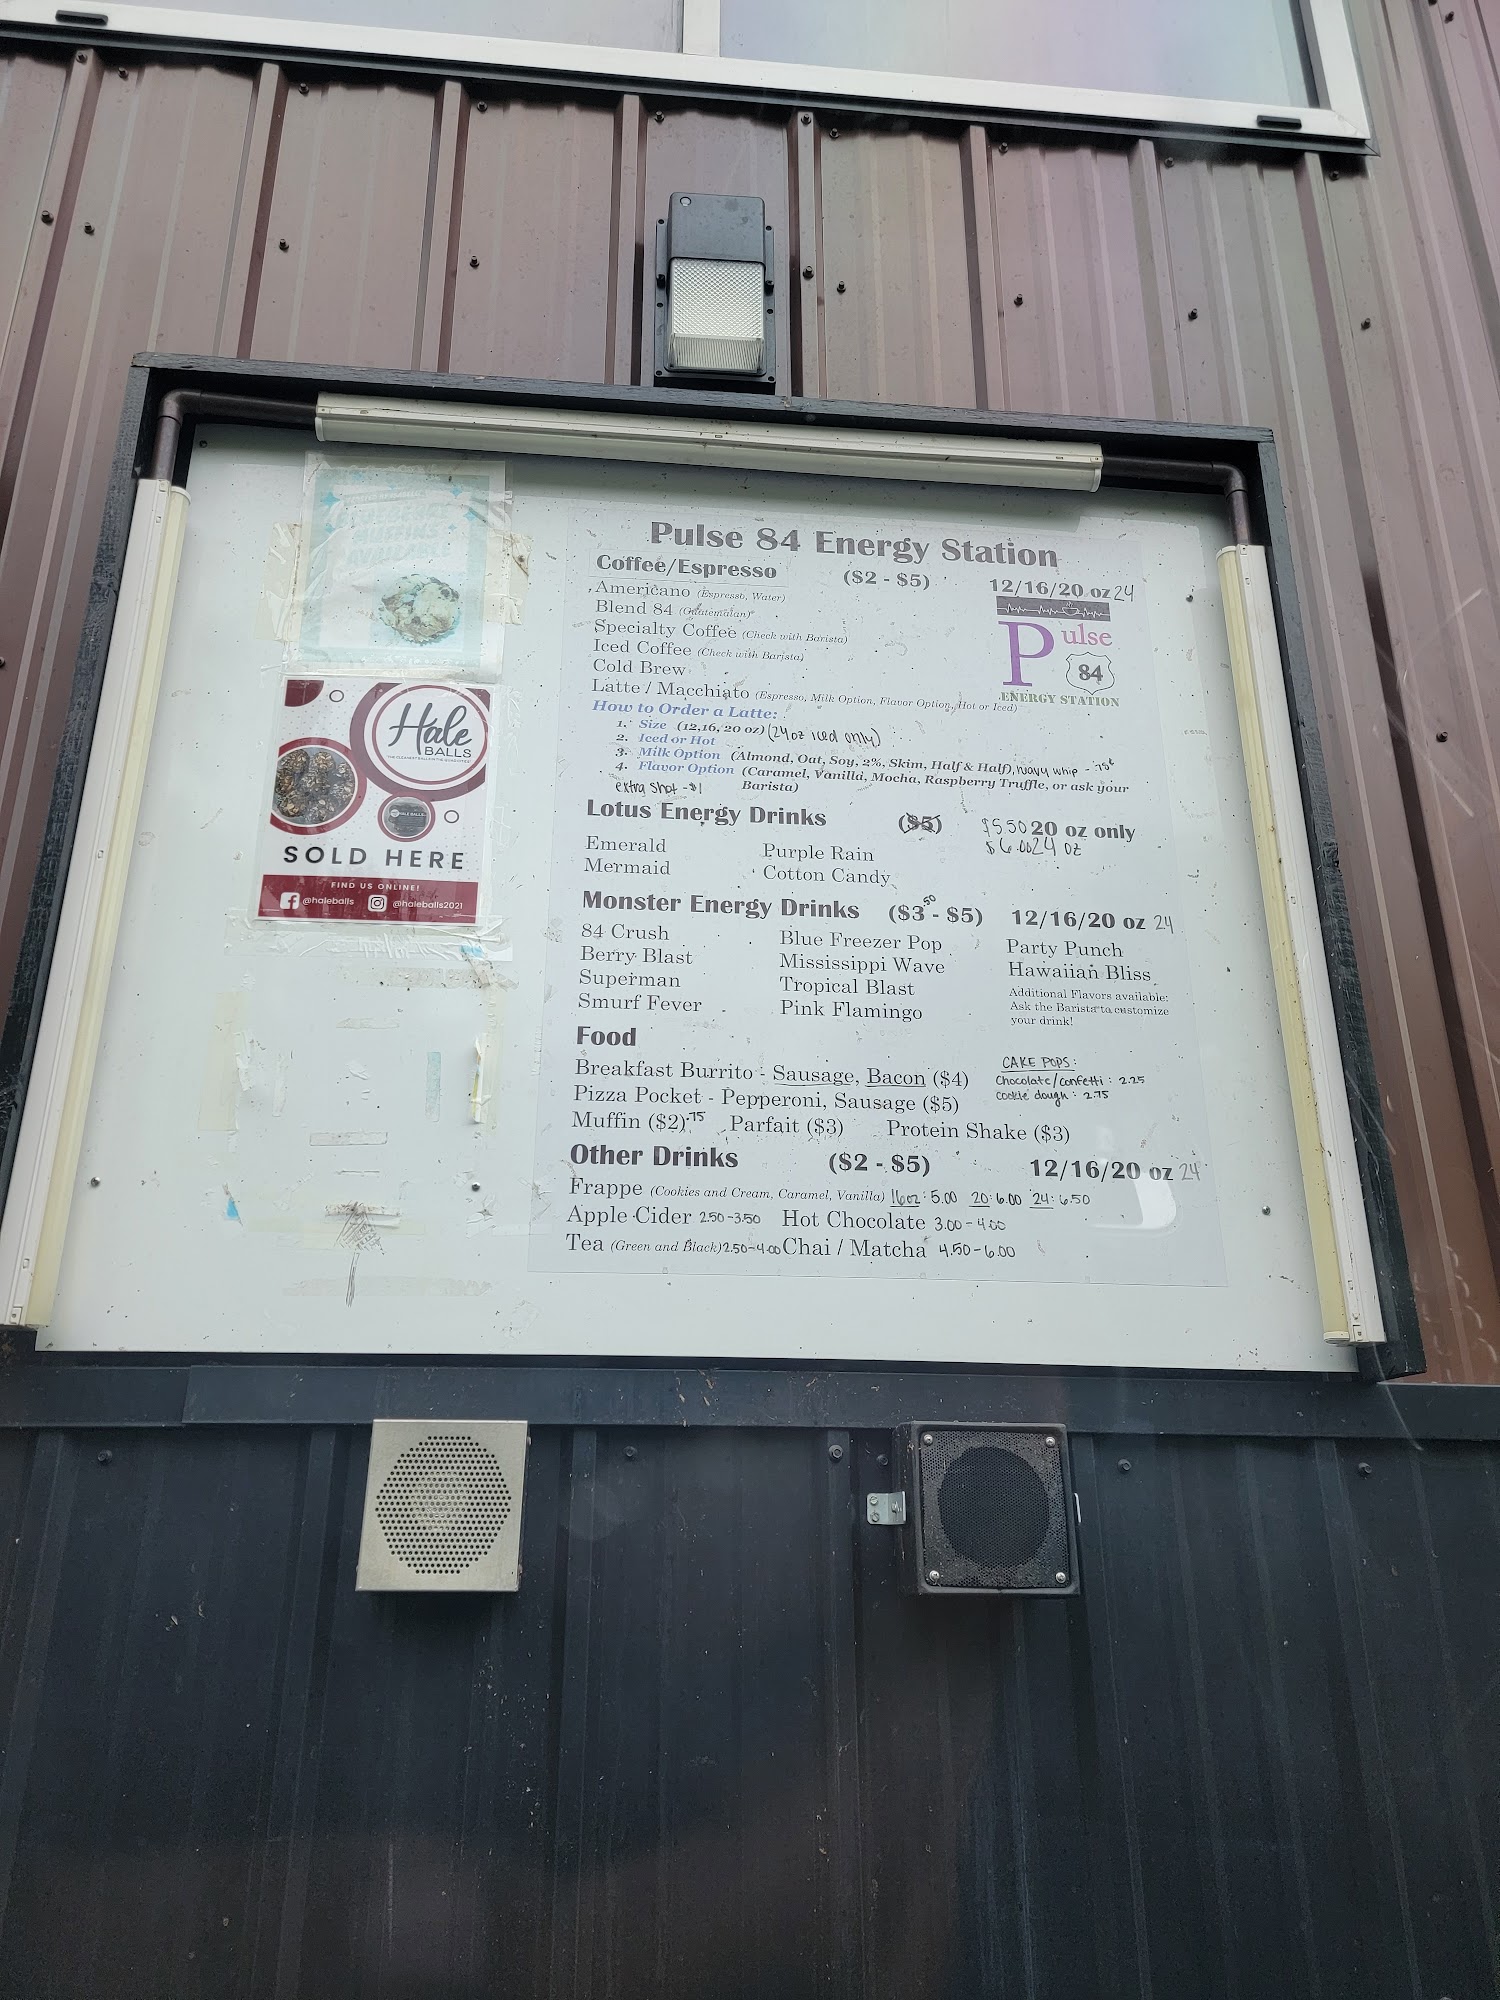 AVAILABLE
Hale
BALLS
SOLD HERE
FIND US ONLINE!
@haleballs @haleballs2021
Pulse 84 Energy Station
Coffee/Espresso ($2 - $5) 12/16/20 oz 24
Americano (Espresso, Water)
Blend 84 (Guatemalan)
Specialty Coffee (Check with Barista)
Iced Coffee (Check with Barista)
Cold Brew
Latte / Macchiato (Espresso, Milk Option, Flavor Option, Hot or Iced)
Pulse
84
ENERGY STATION
How to Order a Latte:
1. Size (12,16, 20 oz) (24oz iced only)
2. Iced or Hot
3. Milk Option (Almond, Oat, Soy, 2%, Skim, Half & Half), heavy whip - 75¢
4. Flavor Option (Caramel, Vanilla, Mocha, Raspberry Truffle, or ask your
extra shot - $1 Barista)
Lotus Energy Drinks ($5) $5.50 20 oz only
$6.00 24 oz
Emerald Purple Rain
Mermaid Cotton Candy
Monster Energy Drinks ($3.50 - $5) 12/16/20 oz 24
84 Crush Blue Freezer Pop Party Punch
Berry Blast Mississippi Wave Hawaiian Bliss
Superman Tropical Blast
Smurf Fever Pink Flamingo
Additional Flavors available:
Ask the Barista to customize
your drink!
Food
Breakfast Burrito - Sausage, Bacon ($4)
Pizza Pocket - Pepperoni, Sausage ($5)
Muffin ($2).75 Parfait ($3) Protein Shake ($3)
CAKE POPS:
Chocolate/confetti : 2.25
cookie dough : 2.75
Other Drinks ($2 - $5) 12/16/20 oz 24
Frappe (Cookies and Cream, Caramel, Vanilla) 16oz: 5.00 20: 6.00 24: 6.50
Apple Cider 2.50-3.50 Hot Chocolate 3.00-4.00
Tea (Green and Black) 2.50-4.00 Chai / Matcha 4.50-6.00